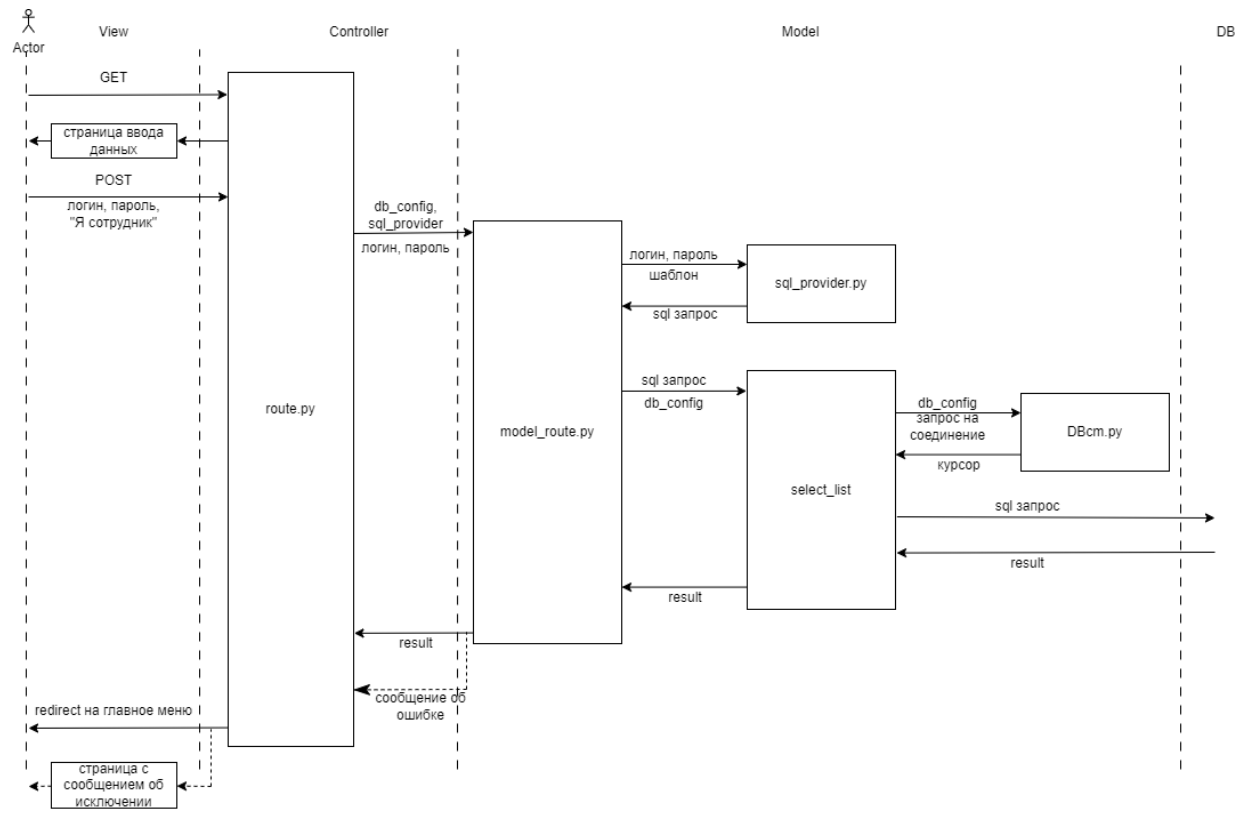 View
Controller
Model
DB
Actor
GET
страница ввода
данных
POST
логин, пароль,
"Я сотрудник"
db_config,
sql_provider
логин, пароль
логин, пароль
шаблон
sql_provider.py
sql запрос
sql запрос
db_config
route.py
model_route.py
db_config
запрос на
соединение
DBcm.py
курсор
select_list
sql запрос
result
result
result
сообщение об
ошибке
redirect на главное меню
страница с
сообщением об
исключении